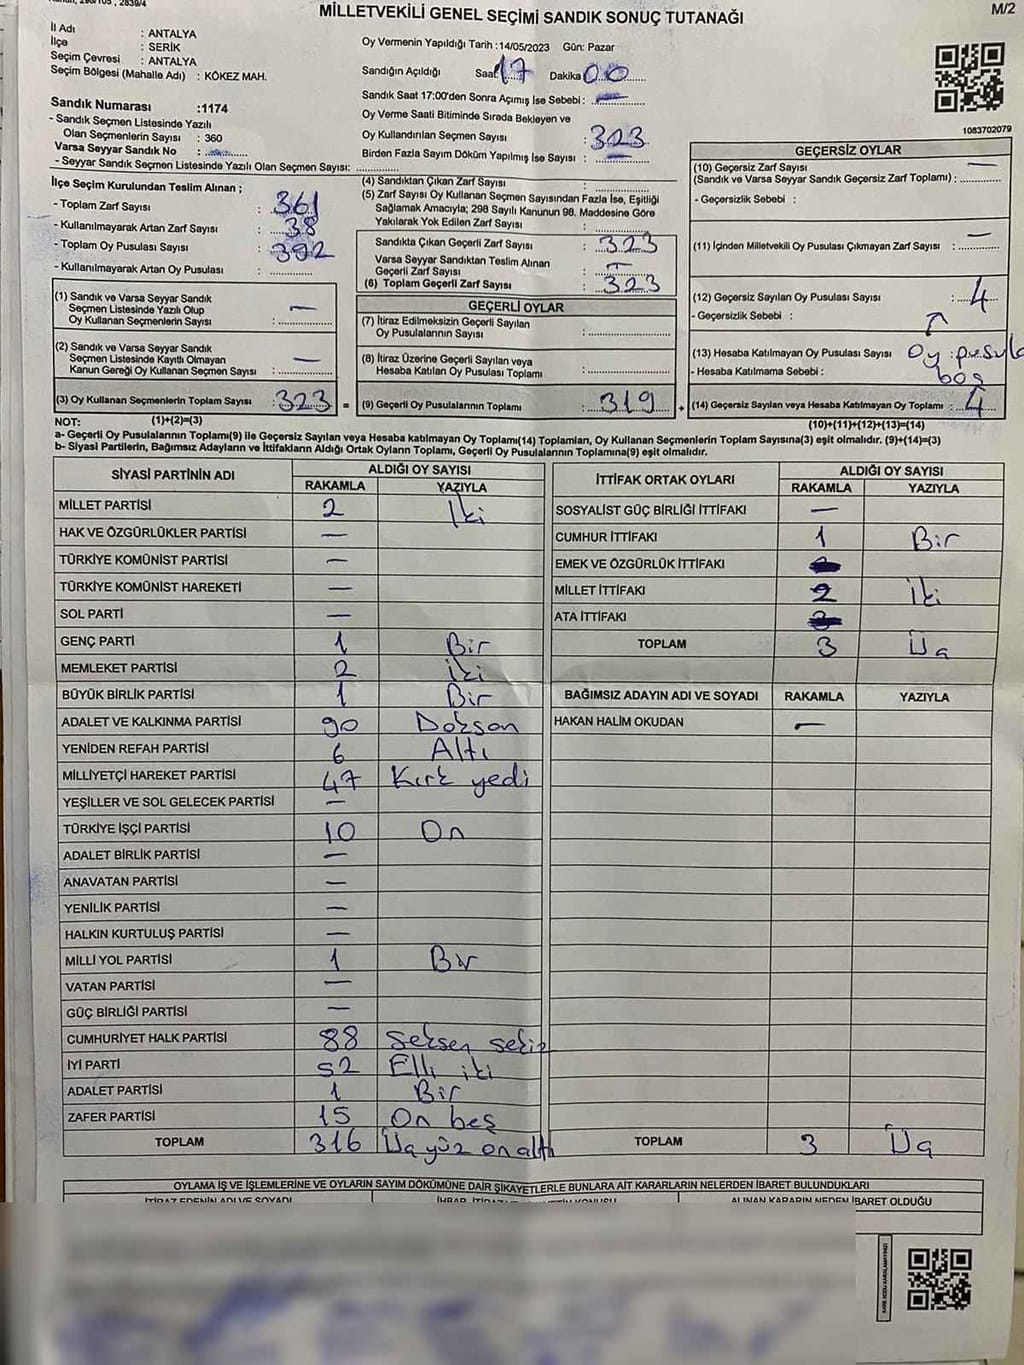 MİLLETVEKİLİ GENEL SEÇİMİ SANDIK SONUÇ TUTANAĞI
M/2
İl Adı : ANTALYA
İlçe : SERİK
Seçim Çevresi : ANTALYA
Seçim Bölgesi (Mahalle Adı) : KÖKEZ MAH.
Oy Vermenin Yapıldığı Tarih :14/05/2023 Gün: Pazar
Sandığın Açıldığı Saat 17 Dakika 00
Sandık Saat 17:00'den Sonra Açımış İse Sebebi : —
Oy Verme Saati Bitiminde Sırada Bekleyen ve
Oy Kullandırılan Seçmen Sayısı : 323
Birden Fazla Sayım Döküm Yapılmış İse Sayısı : —
1083702079
Sandık Numarası :1174
- Sandık Seçmen Listesinde Yazılı
Olan Seçmenlerin Sayısı : 360
Varsa Seyyar Sandık No :
- Seyyar Sandık Seçmen Listesinde Yazılı Olan Seçmen Sayısı:
İlçe Seçim Kurulundan Teslim Alınan ;
- Toplam Zarf Sayısı : 361
- Kullanılmayarak Artan Zarf Sayısı : 38
- Toplam Oy Pusulası Sayısı :
- Kullanılmayarak Artan Oy Pusulası :
(1) Sandık ve Varsa Seyyar Sandık
Seçmen Listesinde Yazılı Olup
Oy Kullanan Seçmenlerin Sayısı : —
(2) Sandık ve Varsa Seyyar Sandık
Seçmen Listesinde Kayıtlı Olmayan
Kanun Gereği Oy Kullanan Seçmen Sayısı : —
(3) Oy Kullanan Seçmenlerin Toplam Sayısı : 323 =
(1)+(2)=(3)
(4) Sandıktan Çıkan Zarf Sayısı :
(5) Zarf Sayısı Oy Kullanan Seçmen Sayısından Fazla İse, Eşitliği
Sağlamak Amacıyla; 298 Sayılı Kanunun 98. Maddesine Göre
Yakılarak Yok Edilen Zarf Sayısı :
Sandıkta Çıkan Geçerli Zarf Sayısı : 323
Varsa Seyyar Sandıktan Teslim Alınan
Geçerli Zarf Sayısı : —
(6) Toplam Geçerli Zarf Sayısı : 323
GEÇERLİ OYLAR
(7) İtiraz Edilmeksizin Geçerli Sayılan
Oy Pusulalarının Sayısı :
(8) İtiraz Üzerine Geçerli Sayılan veya
Hesaba Katılan Oy Pusulası Toplamı :
(9) Geçerli Oy Pusulalarının Toplamı : 319 +
GEÇERSİZ OYLAR
(10) Geçersiz Zarf Sayısı —
(Sandık ve Varsa Seyyar Sandık Geçersiz Zarf Toplamı) :
- Geçersizlik Sebebi :
(11) İçinden Milletvekili Oy Pusulası Çıkmayan Zarf Sayısı : —
(12) Geçersiz Sayılan Oy Pusulası Sayısı : 4
- Geçersizlik Sebebi :
(13) Hesaba Katılmayan Oy Pusulası Sayısı Oy pusula
- Hesaba Katılmama Sebebi : boş
(14) Geçersiz Sayılan veya Hesaba Katılmayan Oy Toplamı : 4
(10)+(11)+(12)+(13)=(14)
NOT:
a- Geçerli Oy Pusulalarının Toplamı(9) ile Geçersiz Sayılan veya Hesaba katılmayan Oy Toplamı(14) Toplamları, Oy Kullanan Seçmenlerin Toplam Sayısına(3) eşit olmalıdır. (9)+(14)=(3)
b- Siyasi Partilerin, Bağımsız Adayların ve İttifakların Aldığı Ortak Oyların Toplamı, Geçerli Oy Pusulalarının Toplamına(9) eşit olmalıdır.
SİYASİ PARTİNİN ADI ALDIĞI OY SAYISI
RAKAMLA YAZIYLA
MİLLET PARTİSİ 2 İki
HAK VE ÖZGÜRLÜKLER PARTİSİ —
TÜRKİYE KOMÜNİST PARTİSİ —
TÜRKİYE KOMÜNİST HAREKETİ —
SOL PARTİ —
GENÇ PARTİ 1 Bir
MEMLEKET PARTİSİ 2 İki
BÜYÜK BİRLİK PARTİSİ 1 Bir
ADALET VE KALKINMA PARTİSİ 90 Doksan
YENİDEN REFAH PARTİSİ 6 Altı
MİLLİYETÇİ HAREKET PARTİSİ 47 Kırk yedi
YEŞİLLER VE SOL GELECEK PARTİSİ —
TÜRKİYE İŞÇİ PARTİSİ 10 On
ADALET BİRLİK PARTİSİ —
ANAVATAN PARTİSİ —
YENİLİK PARTİSİ —
HALKIN KURTULUŞ PARTİSİ —
MİLLİ YOL PARTİSİ 1 Bir
VATAN PARTİSİ —
GÜÇ BİRLİĞİ PARTİSİ —
CUMHURİYET HALK PARTİSİ 88 Seksen sekiz
İYİ PARTİ 52 Elli iki
ADALET PARTİSİ 1 Bir
ZAFER PARTİSİ 15 On beş
TOPLAM 316 Üç yüz on altı
İTTİFAK ORTAK OYLARI ALDIĞI OY SAYISI
RAKAMLA YAZIYLA
SOSYALİST GÜÇ BİRLİĞİ İTTİFAKI —
CUMHUR İTTİFAKI 1 Bir
EMEK VE ÖZGÜRLÜK İTTİFAKI
MİLLET İTTİFAKI 2 İki
ATA İTTİFAKI
TOPLAM 3 Üç
BAĞIMSIZ ADAYIN ADI VE SOYADI RAKAMLA YAZIYLA
HAKAN HALİM OKUDAN —
TOPLAM 3 Üç
OYLAMA İŞ VE İŞLEMLERİNE VE OYLARIN SAYIM DÖKÜMÜNE DAİR ŞİKAYETLERLE BUNLARA AİT KARARLARIN NELERDEN İBARET BULUNDUKLARI
İTİRAZ EDENİN ADI VE SOYADI
ALINAN KARARIN NEDEN İBARET OLDUĞU